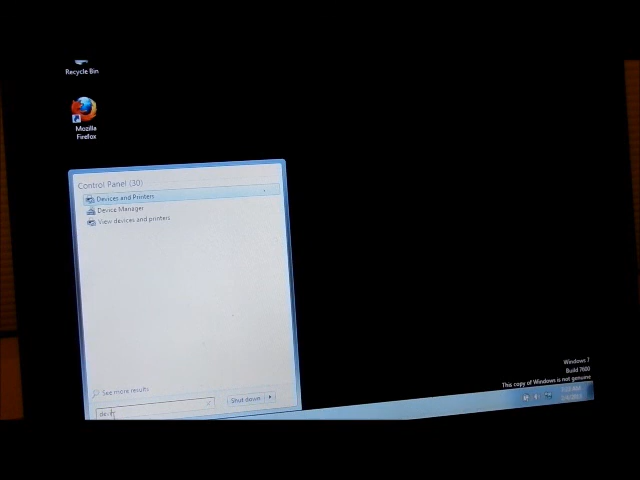 Recycle Bin
Mozilla
Firefox
Control Panel (30)
Devices and Printers
Device Manager
View devices and printers
See more results
Shut down
Windows 7
Build 7600
This copy of Windows is not genuine